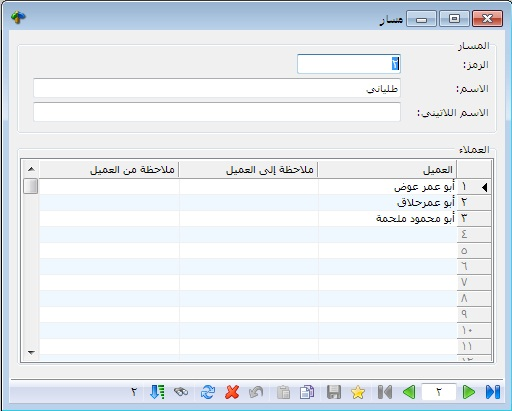 مسار
المسار
الرمز: ٢
الاسم: طلياني
الاسم اللاتيني:
العملاء
العميل ملاحظة إلى العميل ملاحظة من العميل
١ أبو عمر عوض
٢ أبو عمرحلاق
٣ أبو محمود ملحمة
٤
٥
٦
٧
٨
٩
١٠
١١
١٢
٢ ٢